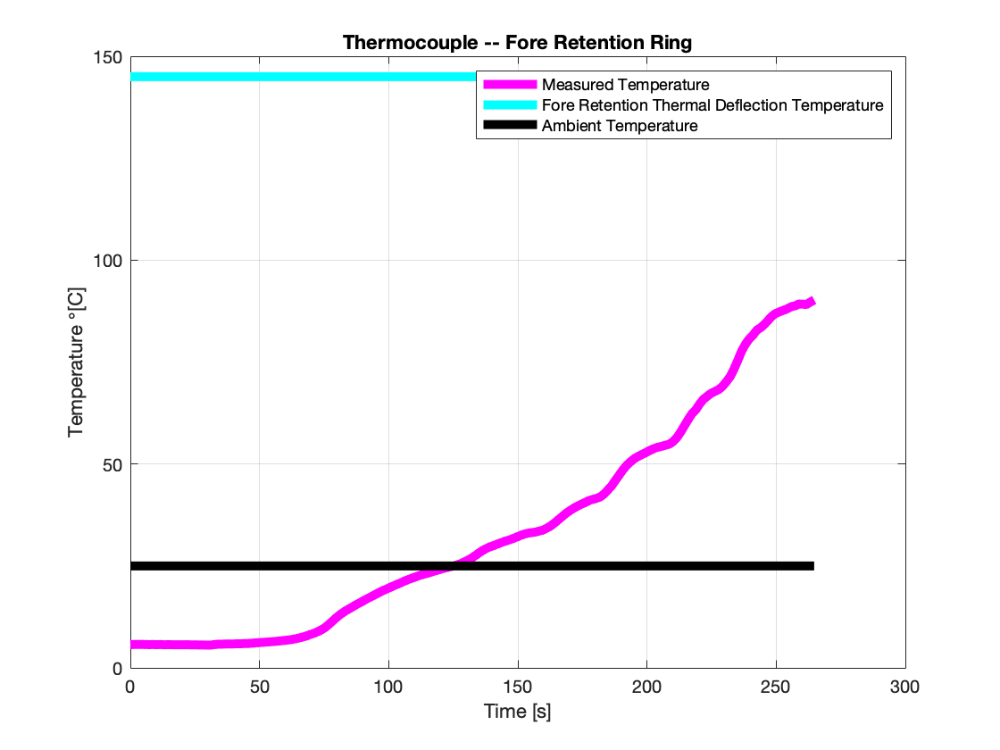 Thermocouple -- Fore Retention Ring
150
100
50
0
Temperature °[C]
Measured Temperature
Fore Retention Thermal Deflection Temperature
Ambient Temperature
0 50 100 150 200 250 300
Time [s]